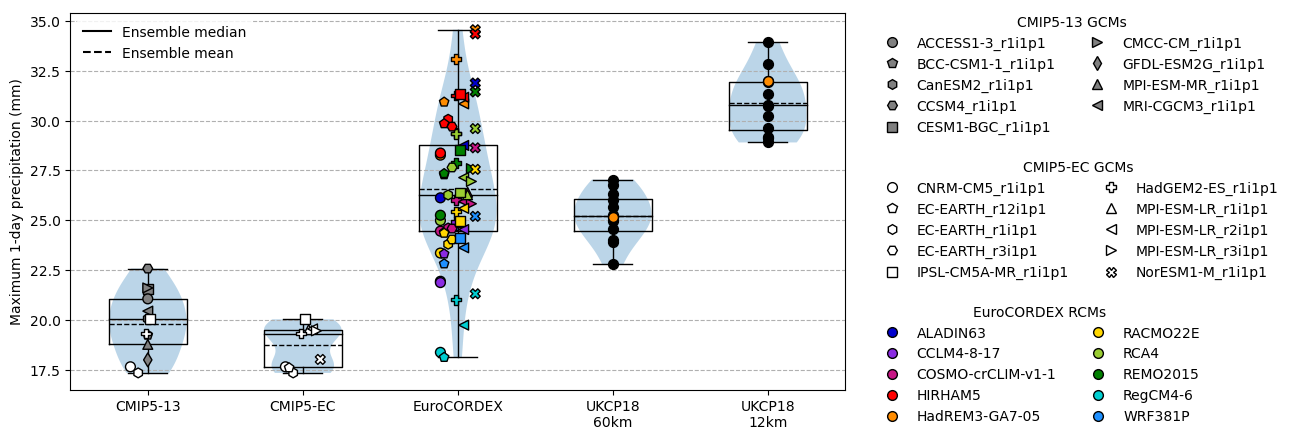 Maximum 1-day precipitation (mm)
35.0
32.5
30.0
27.5
25.0
22.5
20.0
17.5
Ensemble median
Ensemble mean
CMIP5-13
CMIP5-EC
EuroCORDEX
UKCP18
60km
UKCP18
12km
CMIP5-13 GCMs
ACCESS1-3_r1i1p1
BCC-CSM1-1_r1i1p1
CanESM2_r1i1p1
CCSM4_r1i1p1
CESM1-BGC_r1i1p1
CMCC-CM_r1i1p1
GFDL-ESM2G_r1i1p1
MPI-ESM-MR_r1i1p1
MRI-CGCM3_r1i1p1
CMIP5-EC GCMs
CNRM-CM5_r1i1p1
EC-EARTH_r12i1p1
EC-EARTH_r1i1p1
EC-EARTH_r3i1p1
IPSL-CM5A-MR_r1i1p1
HadGEM2-ES_r1i1p1
MPI-ESM-LR_r1i1p1
MPI-ESM-LR_r2i1p1
MPI-ESM-LR_r3i1p1
NorESM1-M_r1i1p1
EuroCORDEX RCMs
ALADIN63
CCLM4-8-17
COSMO-crCLIM-v1-1
HIRHAM5
HadREM3-GA7-05
RACMO22E
RCA4
REMO2015
RegCM4-6
WRF381P